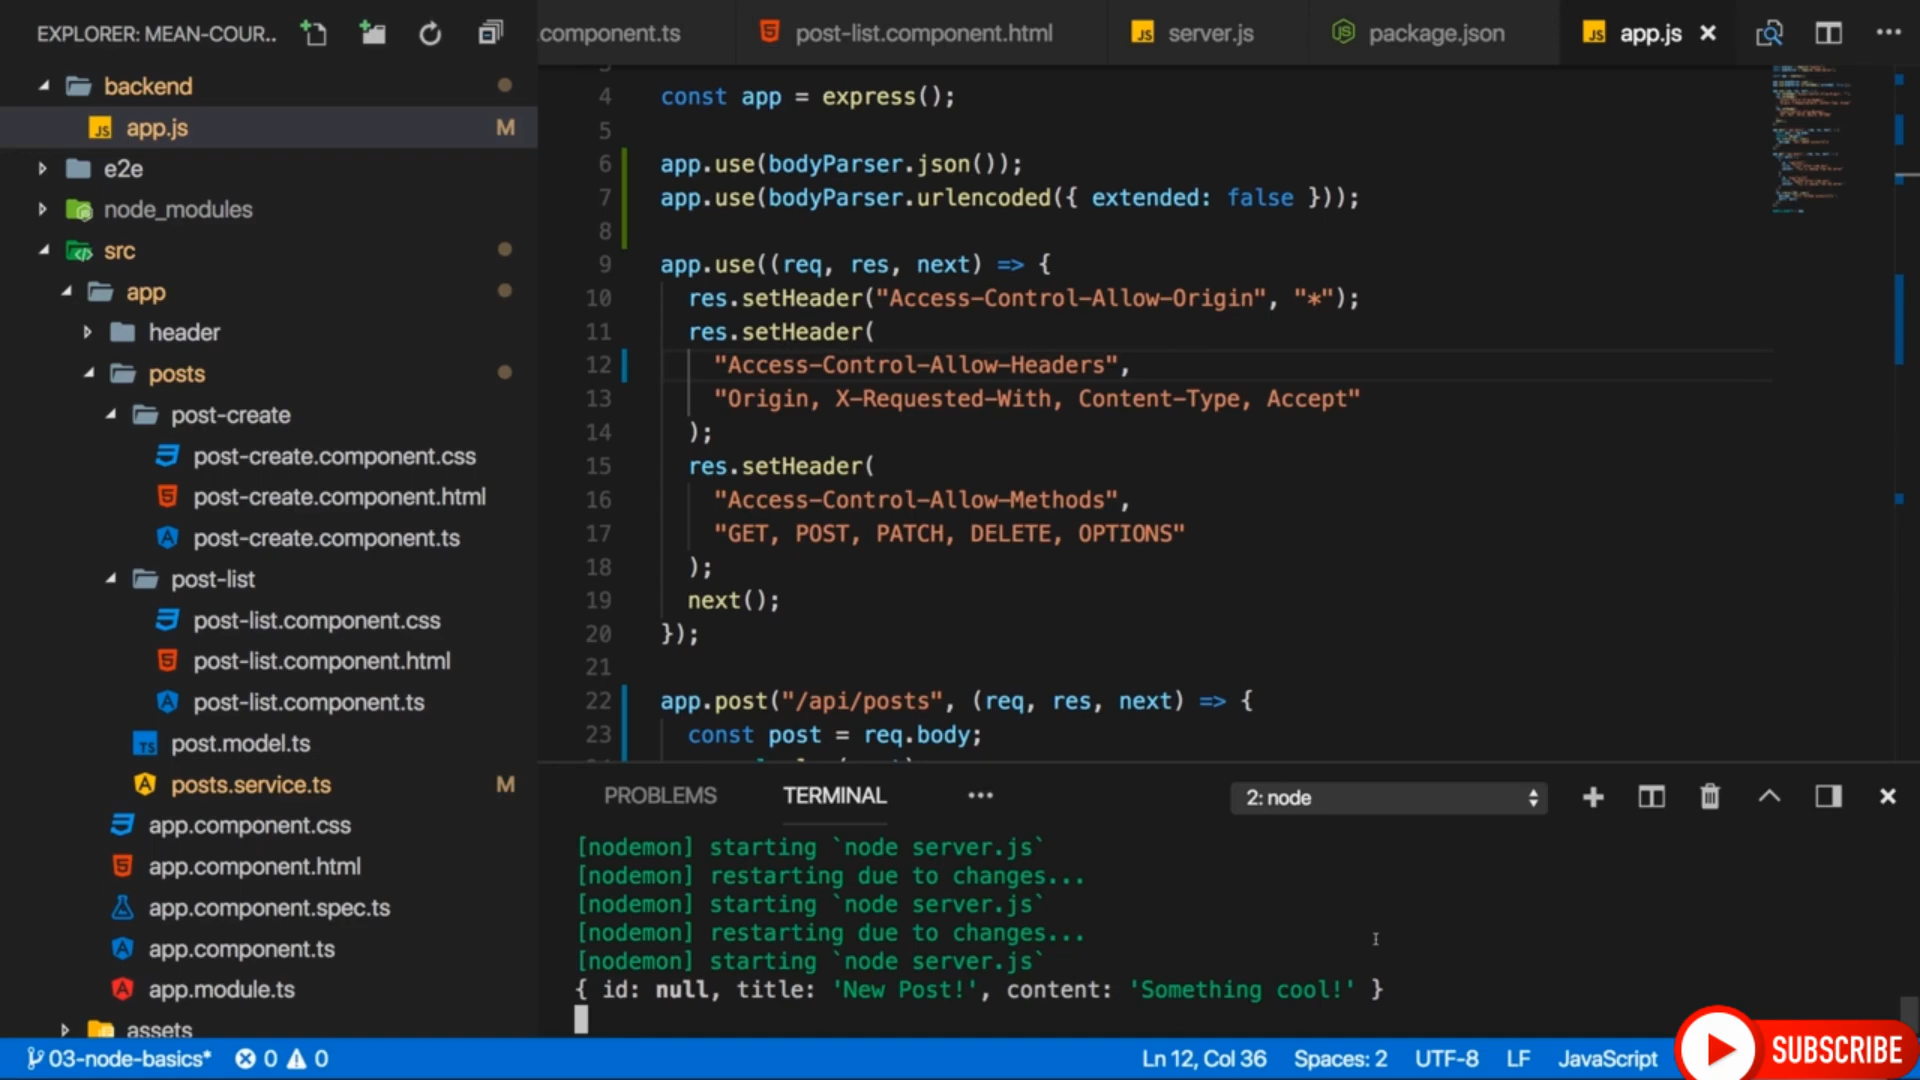 EXPLORER: MEAN-COUR...
backend
app.js M
e2e
node_modules
src
app
header
posts
post-create
post-create.component.css
post-create.component.html
post-create.component.ts
post-list
post-list.component.css
post-list.component.html
post-list.component.ts
post.model.ts
posts.service.ts M
app.component.css
app.component.html
app.component.spec.ts
app.component.ts
app.module.ts
assets
.component.ts post-list.component.html server.js package.json app.js
4 const app = express();
5
6 app.use(bodyParser.json());
7 app.use(bodyParser.urlencoded({ extended: false }));
8
9 app.use((req, res, next) => {
10 res.setHeader("Access-Control-Allow-Origin", "*");
11 res.setHeader(
12 "Access-Control-Allow-Headers",
13 "Origin, X-Requested-With, Content-Type, Accept"
14 );
15 res.setHeader(
16 "Access-Control-Allow-Methods",
17 "GET, POST, PATCH, DELETE, OPTIONS"
18 );
19 next();
20 });
21
22 app.post("/api/posts", (req, res, next) => {
23 const post = req.body;
PROBLEMS TERMINAL ... 2: node
[nodemon] starting `node server.js`
[nodemon] restarting due to changes...
[nodemon] starting `node server.js`
[nodemon] restarting due to changes...
[nodemon] starting `node server.js`
{ id: null, title: 'New Post!', content: 'Something cool!' }
03-node-basics* 0 0 Ln 12, Col 36 Spaces: 2 UTF-8 LF JavaScript
SUBSCRIBE